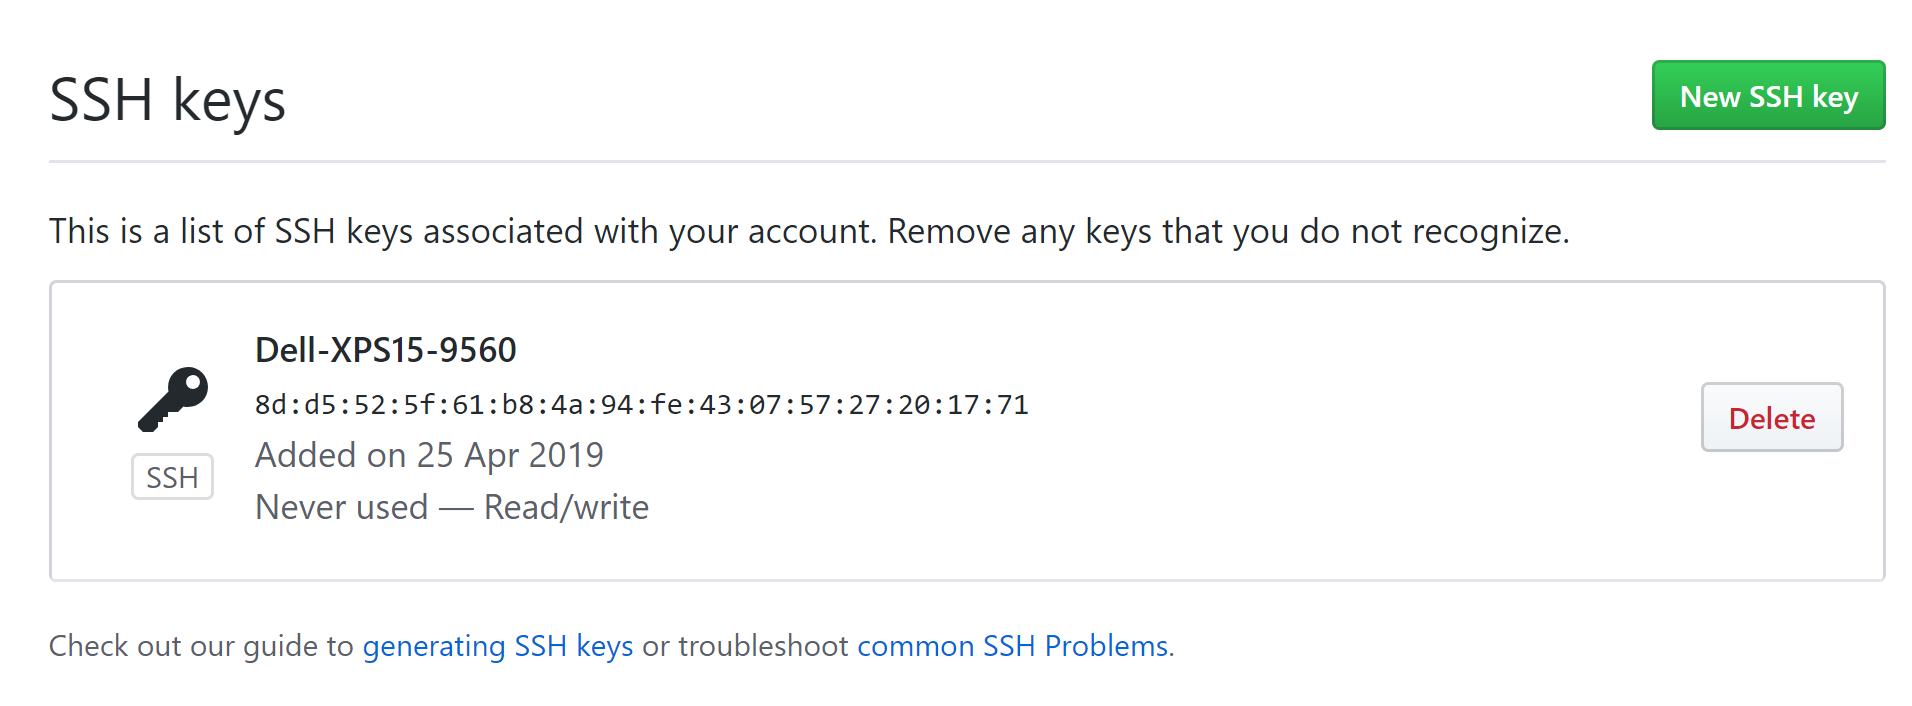 SSH keys
New SSH key
This is a list of SSH keys associated with your account. Remove any keys that you do not recognize.
Dell-XPS15-9560
8d:d5:52:5f:61:b8:4a:94:fe:43:07:57:27:20:17:71
Added on 25 Apr 2019
Never used — Read/write
SSH
Delete
Check out our guide to generating SSH keys or troubleshoot common SSH Problems.